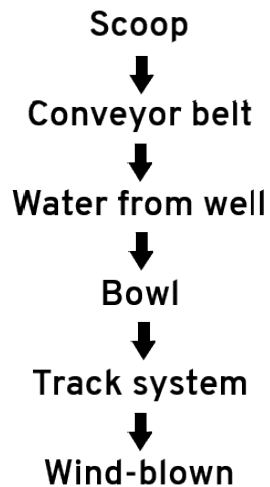 Scoop
Conveyor belt
Water from well
Bowl
Track system
Wind-blown